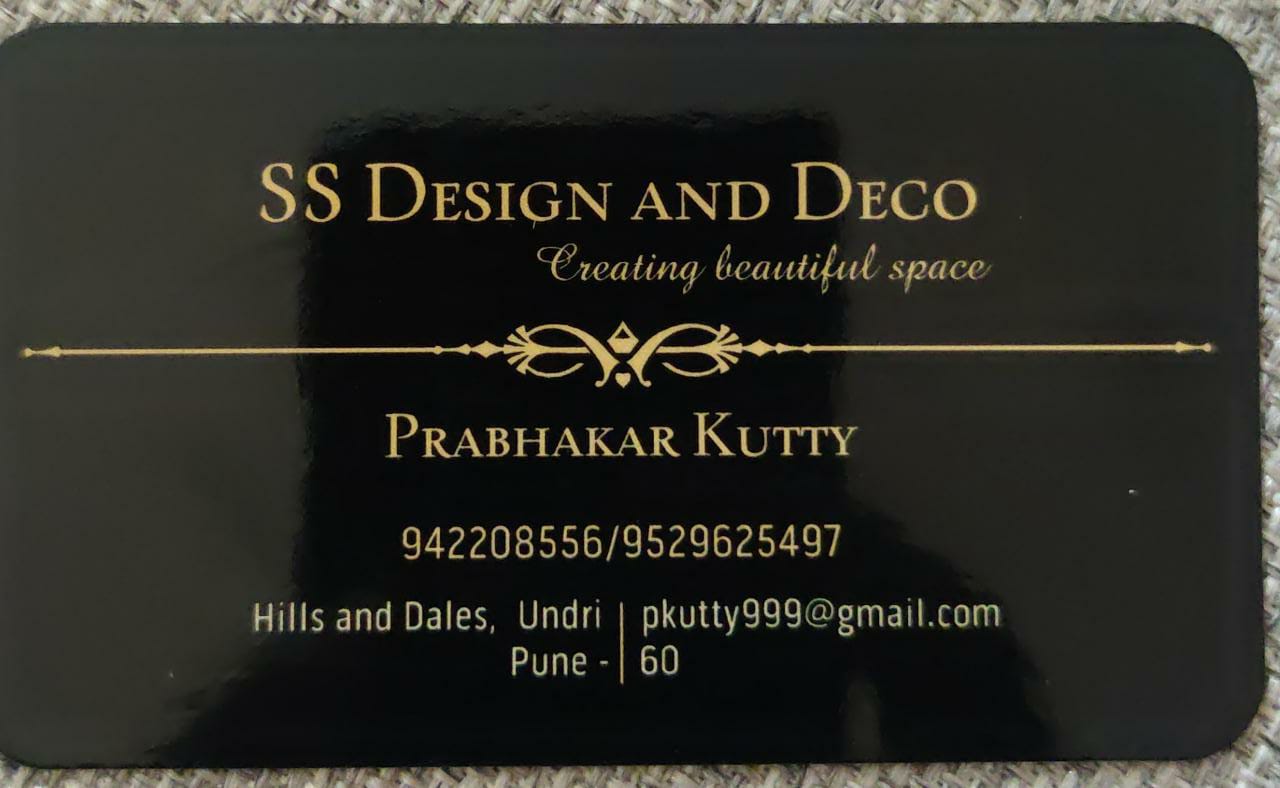 SS DESIGN AND DECO
Creating beautiful space
PRABHAKAR KUTTY
942208556/9529625497
Hills and Dales, Undri | pkutty999@gmail.com
Pune - | 60